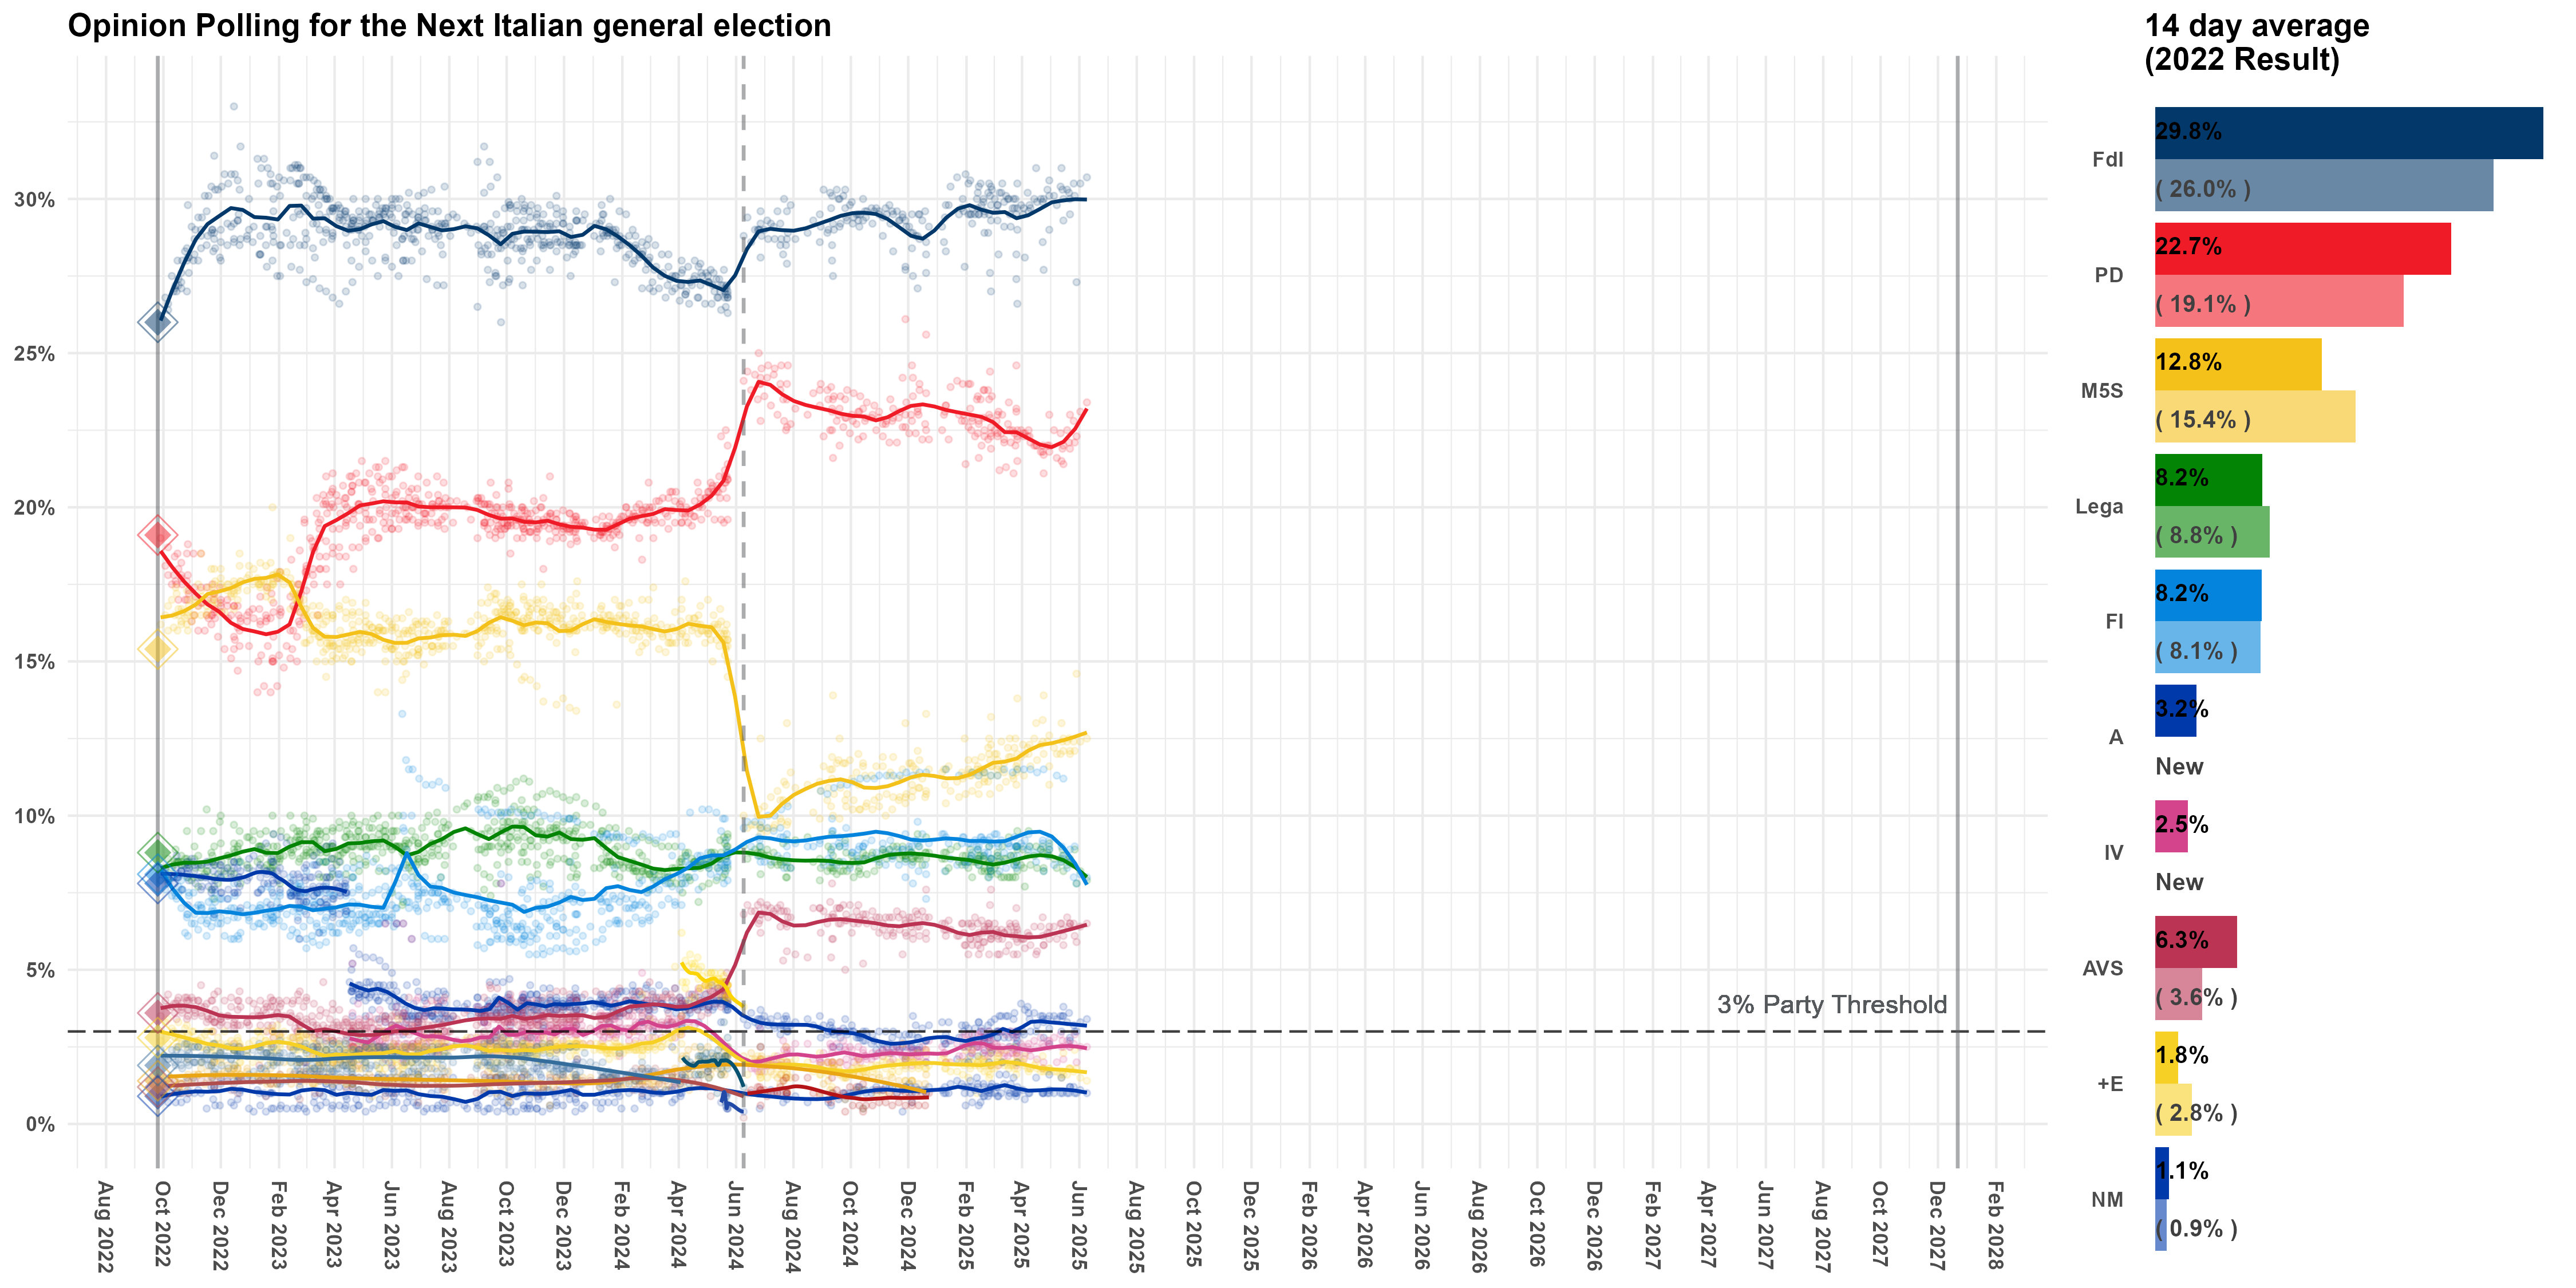 Opinion Polling for the Next Italian general election
14 day average
(2022 Result)
30%
25%
20%
15%
10%
5%
0%
3% Party Threshold
Aug 2022
Oct 2022
Dec 2022
Feb 2023
Apr 2023
Jun 2023
Aug 2023
Oct 2023
Dec 2023
Feb 2024
Apr 2024
Jun 2024
Aug 2024
Oct 2024
Dec 2024
Feb 2025
Apr 2025
Jun 2025
Aug 2025
Oct 2025
Dec 2025
Feb 2026
Apr 2026
Jun 2026
Aug 2026
Oct 2026
Dec 2026
Feb 2027
Apr 2027
Jun 2027
Aug 2027
Oct 2027
Dec 2027
Feb 2028
FdI
29.8%
( 26.0% )
PD
22.7%
( 19.1% )
M5S
12.8%
( 15.4% )
Lega
8.2%
( 8.8% )
FI
8.2%
( 8.1% )
A
3.2%
New
IV
2.5%
New
AVS
6.3%
( 3.6% )
+E
1.8%
( 2.8% )
NM
1.1%
( 0.9% )